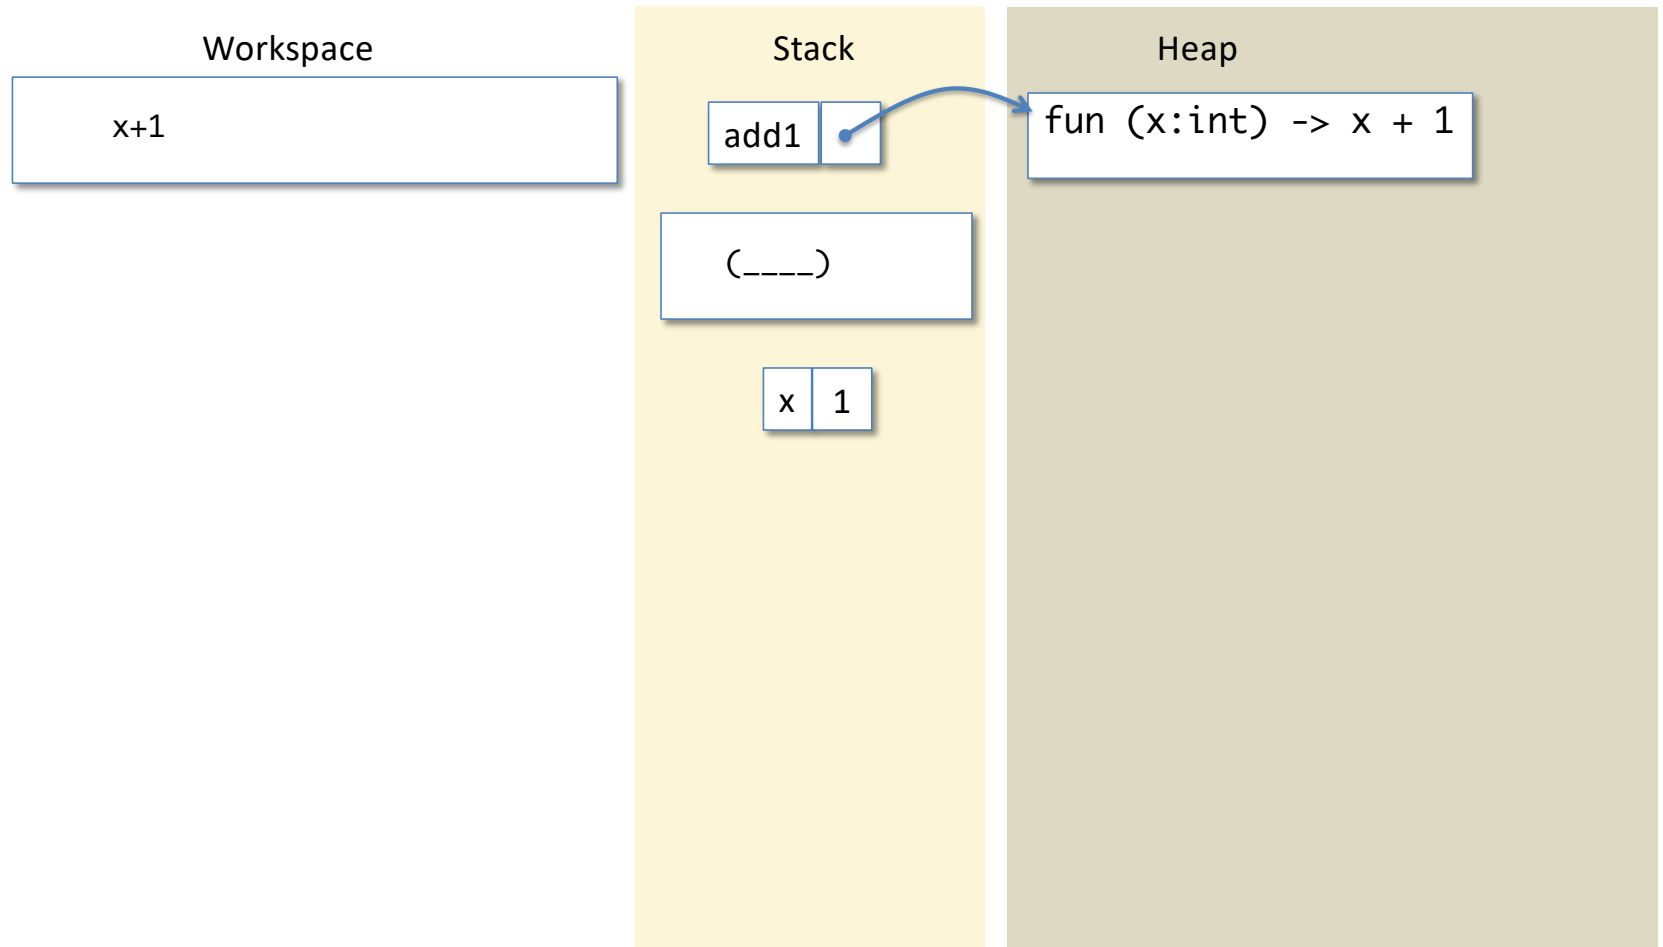 Workspace
Stack
Heap
x+1
add1
fun (x:int) -> x + 1
(____)
x 1